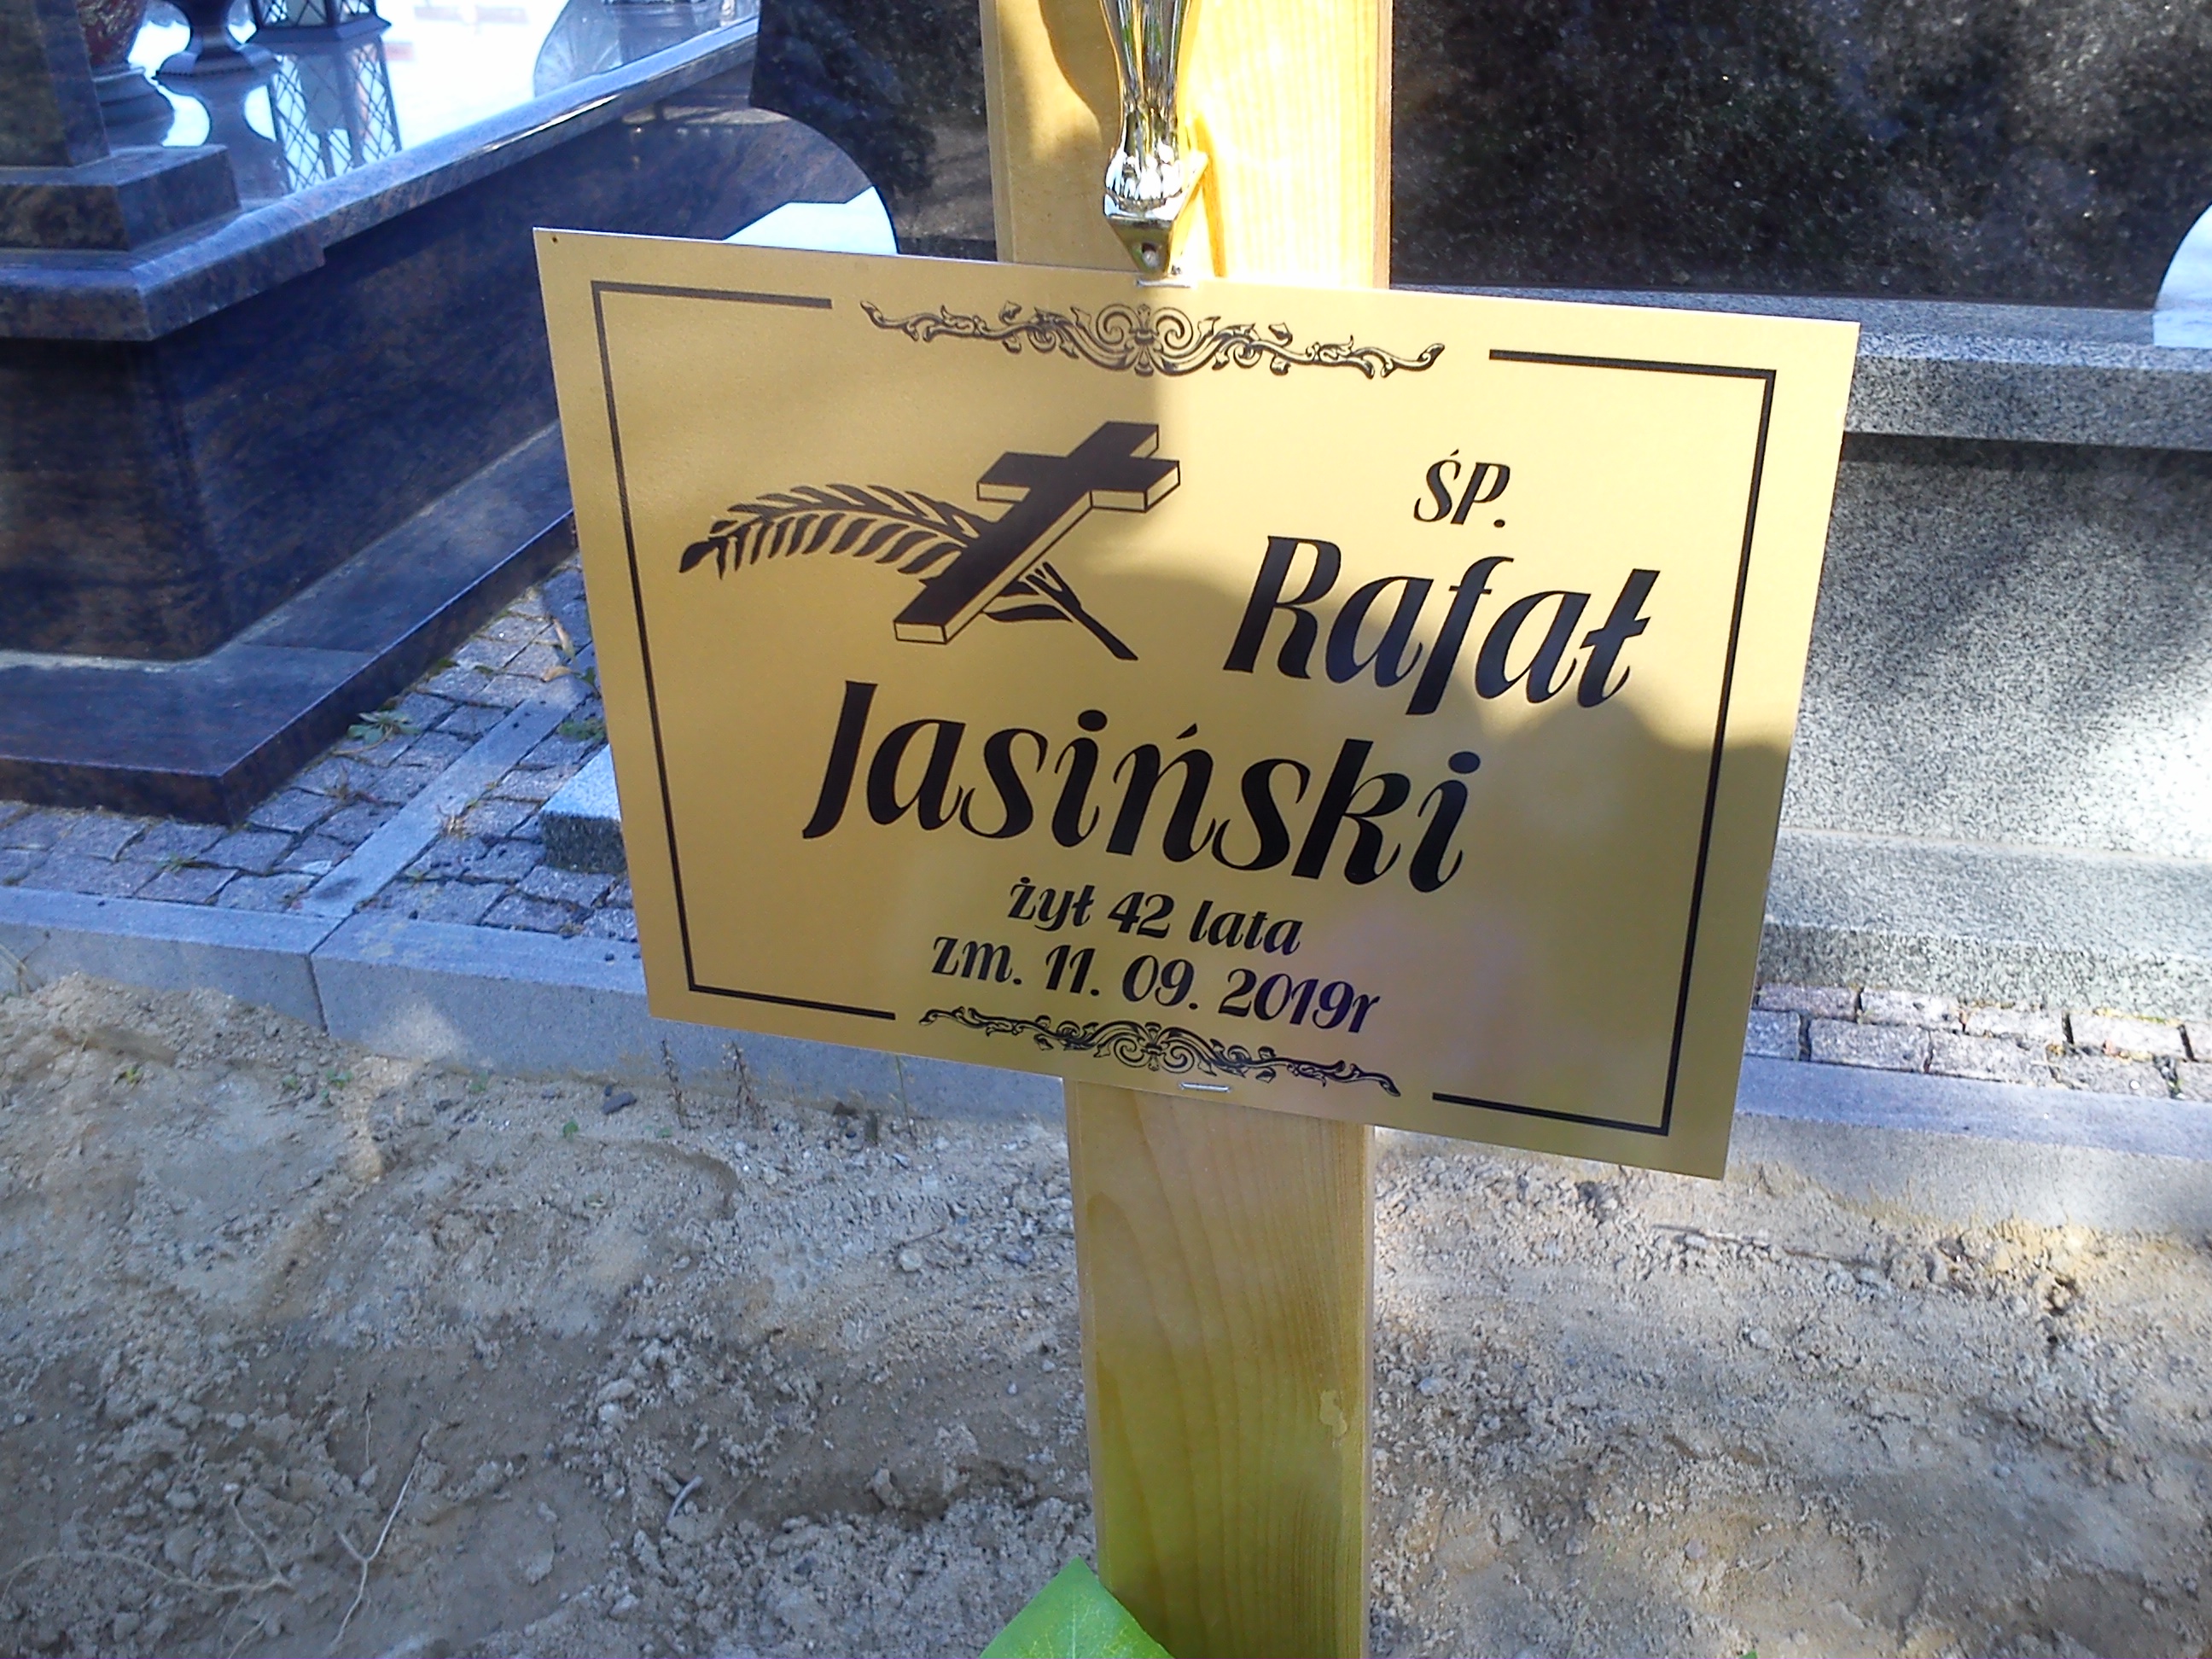 ŚP.
Rafał
Jasiński
żył 42 lata
zm. 11. 09. 2019r